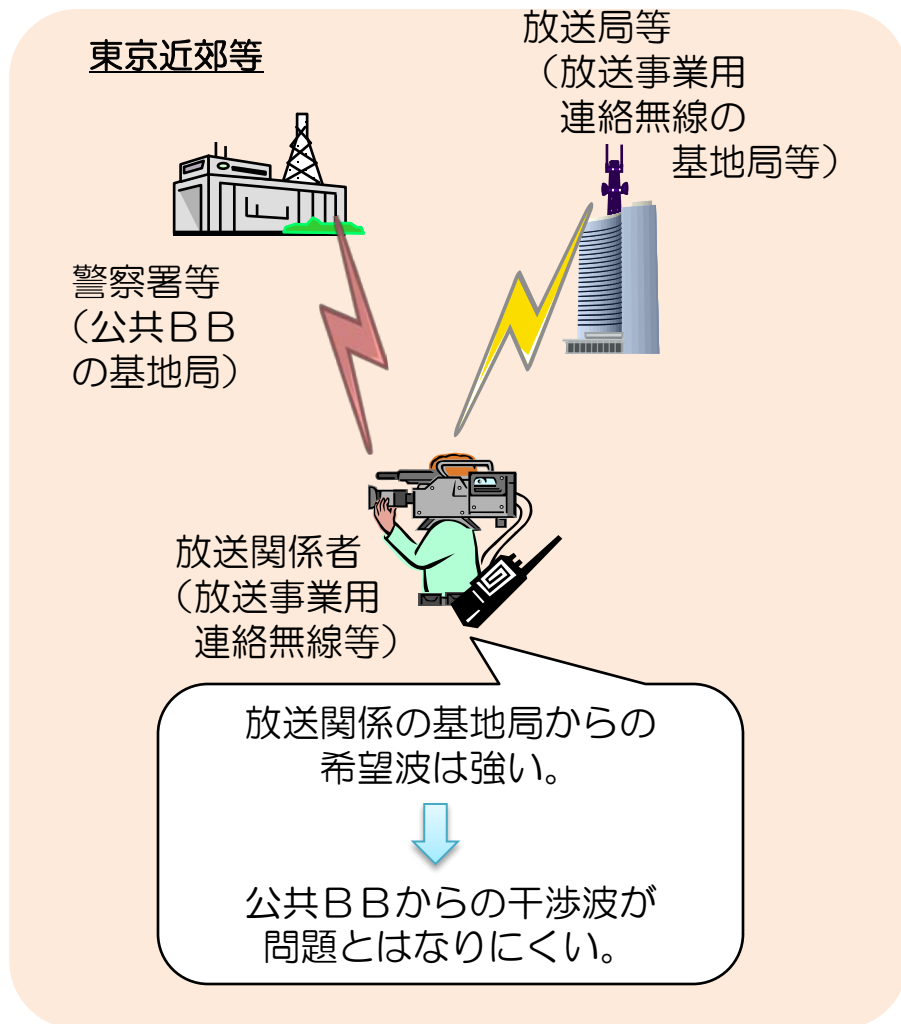 東京近郊等
放送局等
（放送事業用
連絡無線の
基地局等）
警察署等
（公共ＢＢ
の基地局）
放送関係者
（放送事業用
連絡無線等）
放送関係の基地局からの
希望波は強い。
公共ＢＢからの干渉波が
問題とはなりにくい。